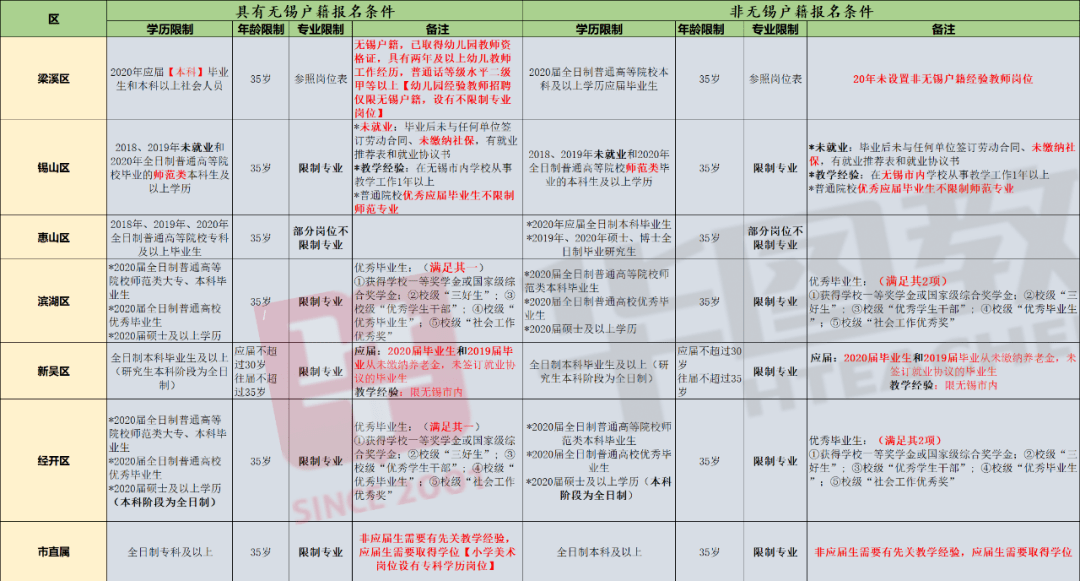 区
具有无锡户籍报名条件
非无锡户籍报名条件
学历限制
年龄限制
专业限制
备注
学历限制
年龄限制
专业限制
备注
梁溪区
2020年应届【本科】毕业
生和本科以上社会人员
35岁
参照岗位表
无锡户籍，已取得幼儿园教师资
格证，具有两年及以上幼儿教师
工作经历，普通话等级水平二级
甲等以上【幼儿园经验教师招聘
仅限无锡户籍，设有不限制专业
岗位】
2020届全日制普通高等院校本
科及以上学历应届毕业生
35岁
参照岗位表
20年未设置非无锡户籍经验教师岗位
锡山区
2018、2019年未就业和
2020年全日制普通高等院
校毕业的师范类本科生及
以上学历
35岁
限制专业
*未就业：毕业后未与任何单位签
订劳动合同、未缴纳社保，有就业
推荐表和就业协议书
*教学经验：在无锡市内学校从事
教学工作1年以上
*普通院校优秀应届毕业生不限制
师范专业
2018、2019年未就业和2020年
全日制普通高等院校师范类毕
业的本科生及以上学历
35岁
限制专业
*未就业：毕业后未与任何单位签订劳动合同、未缴纳社
保，有就业推荐表和就业协议书
*教学经验：在无锡市内学校从事教学工作1年以上
*普通院校优秀应届毕业生不限制师范专业
惠山区
2018年、2019年、2020年
全日制普通高等院校专科
及以上毕业生
35岁
部分岗位不
限制专业
*2020年应届全日制本科毕业生
*2019年、2020年硕士、博士全
日制毕业研究生
35岁
部分岗位不
限制专业
滨湖区
*2020届全日制普通高等
院校师范类大专、本科毕
业生
*2020届全日制普通高校
优秀毕业生
*2020届硕士及以上学历
35岁
限制专业
优秀毕业生：（满足其一）
①获得学校一等奖学金或国家级综
合奖学金；②校级“三好生”；③
校级“优秀学生干部”；④校级“
优秀毕业生”；⑤校级“社会工作
优秀奖”
*2020届全日制普通高等院校师
范类本科毕业生
*2020届全日制普通高校优秀毕
业生
*2020届硕士及以上学历
35岁
限制专业
优秀毕业生：（满足其2项）
①获得学校一等奖学金或国家级综合奖学金；②校级“三
好生”；③校级“优秀学生干部”；④校级“优秀毕业生
”；⑤校级“社会工作优秀奖”
新吴区
全日制本科毕业生及以上
（研究生本科阶段为全日
制）
应届不超
过30岁
往届不超
过35岁
限制专业
应届：2020届毕业生和2019届毕
业从未缴纳养老金，未签订就业协
议的毕业生
教学经验：限无锡市内
全日制本科毕业生及以上（研
究生本科阶段为全日制）
应届不超过30
岁
往届不超过35
岁
限制专业
应届：2020届毕业生和2019届毕业从未缴纳养老金，未
签订就业协议的毕业生
教学经验：限无锡市内
经开区
*2020届全日制普通高等
院校师范类大专、本科毕
业生
*2020届全日制普通高校
优秀毕业生
*2020届硕士及以上学历
（本科阶段为全日制）
35岁
限制专业
优秀毕业生：（满足其一）
①获得学校一等奖学金或国家级综
合奖学金；②校级“三好生”；③
校级“优秀学生干部”；④校级“
优秀毕业生”；⑤校级“社会工作
优秀奖”
*2020届全日制普通高等院校师
范类本科毕业生
*2020届全日制普通高校优秀毕
业生
*2020届硕士及以上学历（本科
阶段为全日制）
35岁
限制专业
优秀毕业生：（满足其2项）
①获得学校一等奖学金或国家级综合奖学金；②校级“三
好生”；③校级“优秀学生干部”；④校级“优秀毕业生
”；⑤校级“社会工作优秀奖”
市直属
全日制专科及以上
35岁
限制专业
非应届生需要有先关教学经验，
应届生需要取得学位【小学美术
岗位设有专科学历岗位】
全日制本科及以上
35岁
限制专业
非应届生需要有先关教学经验，应届生需要取得学位
SINCE 2001